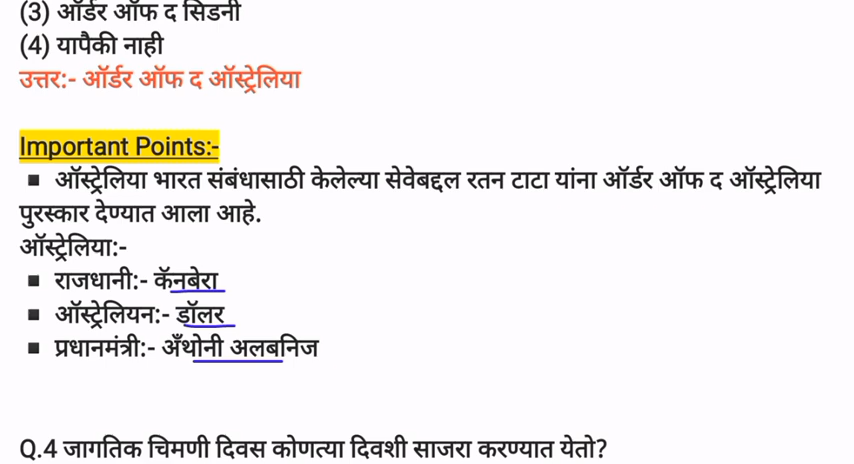 (3) ऑर्डर ऑफ द सिडनी
(4) यापैकी नाही
उत्तर:- ऑर्डर ऑफ द ऑस्ट्रेलिया
Important Points:-
▪ ऑस्ट्रेलिया भारत संबंधासाठी केलेल्या सेवेबद्दल रतन टाटा यांना ऑर्डर ऑफ द ऑस्ट्रेलिया
पुरस्कार देण्यात आला आहे.
ऑस्ट्रेलिया:-
▪ राजधानी:- कॅनबेरा
▪ ऑस्ट्रेलियन:- डॉलर
▪ प्रधानमंत्री:- अँथोनी अलबनिज
Q.4 जागतिक चिमणी दिवस कोणत्या दिवशी साजरा करण्यात येतो?